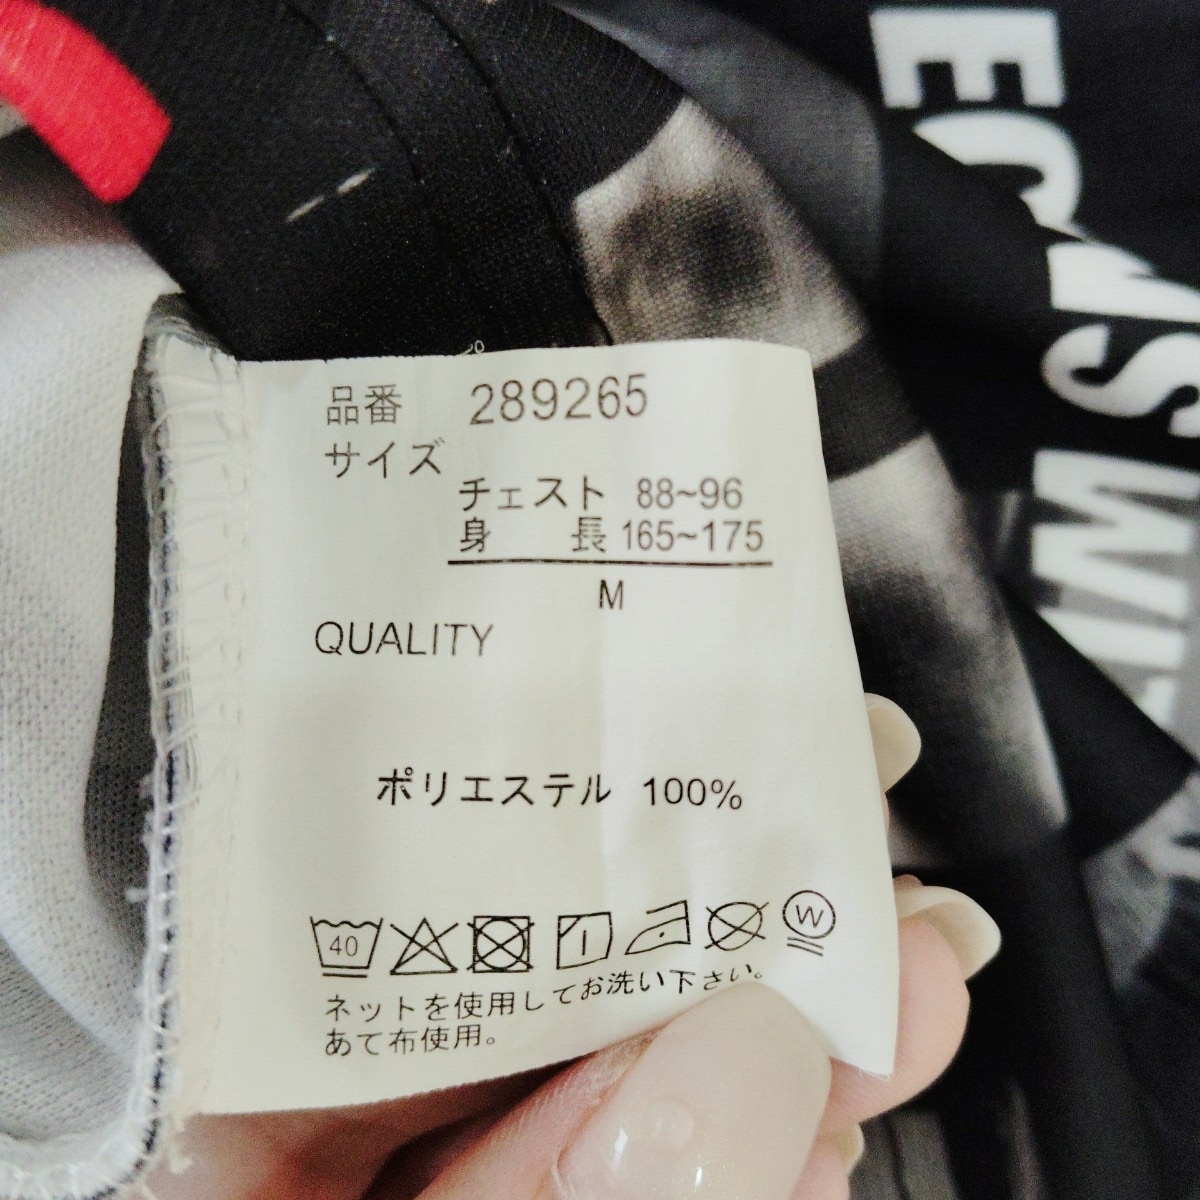 品番 289265
サイズ
チェスト 88~96
身 長 165~175
M
QUALITY
ポリエステル 100%
40 W
ネットを使用してお洗い下さい。
あて布使用。